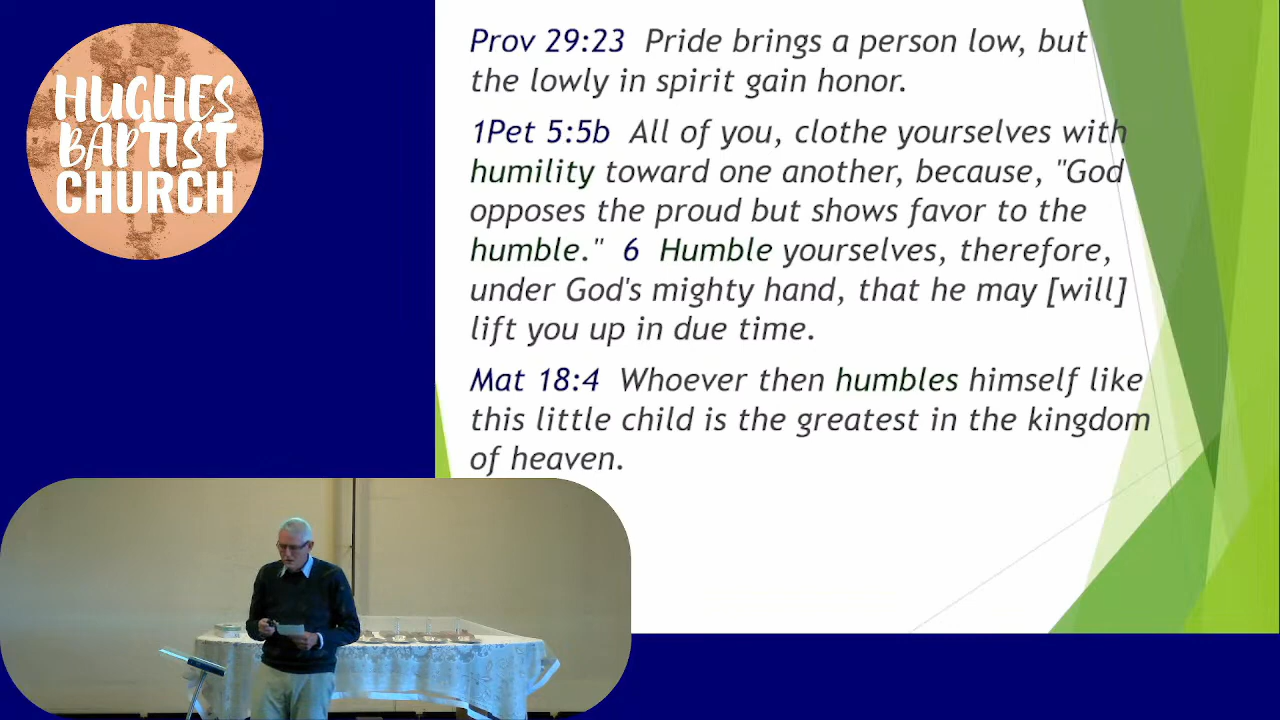 HUGHES
BAPTIST
CHURCH
Prov 29:23 Pride brings a person low, but
the lowly in spirit gain honor.
1Pet 5:5b All of you, clothe yourselves with
humility toward one another, because, "God
opposes the proud but shows favor to the
humble." 6 Humble yourselves, therefore,
under God's mighty hand, that he may [will]
lift you up in due time.
Mat 18:4 Whoever then humbles himself like
this little child is the greatest in the kingdom
of heaven.